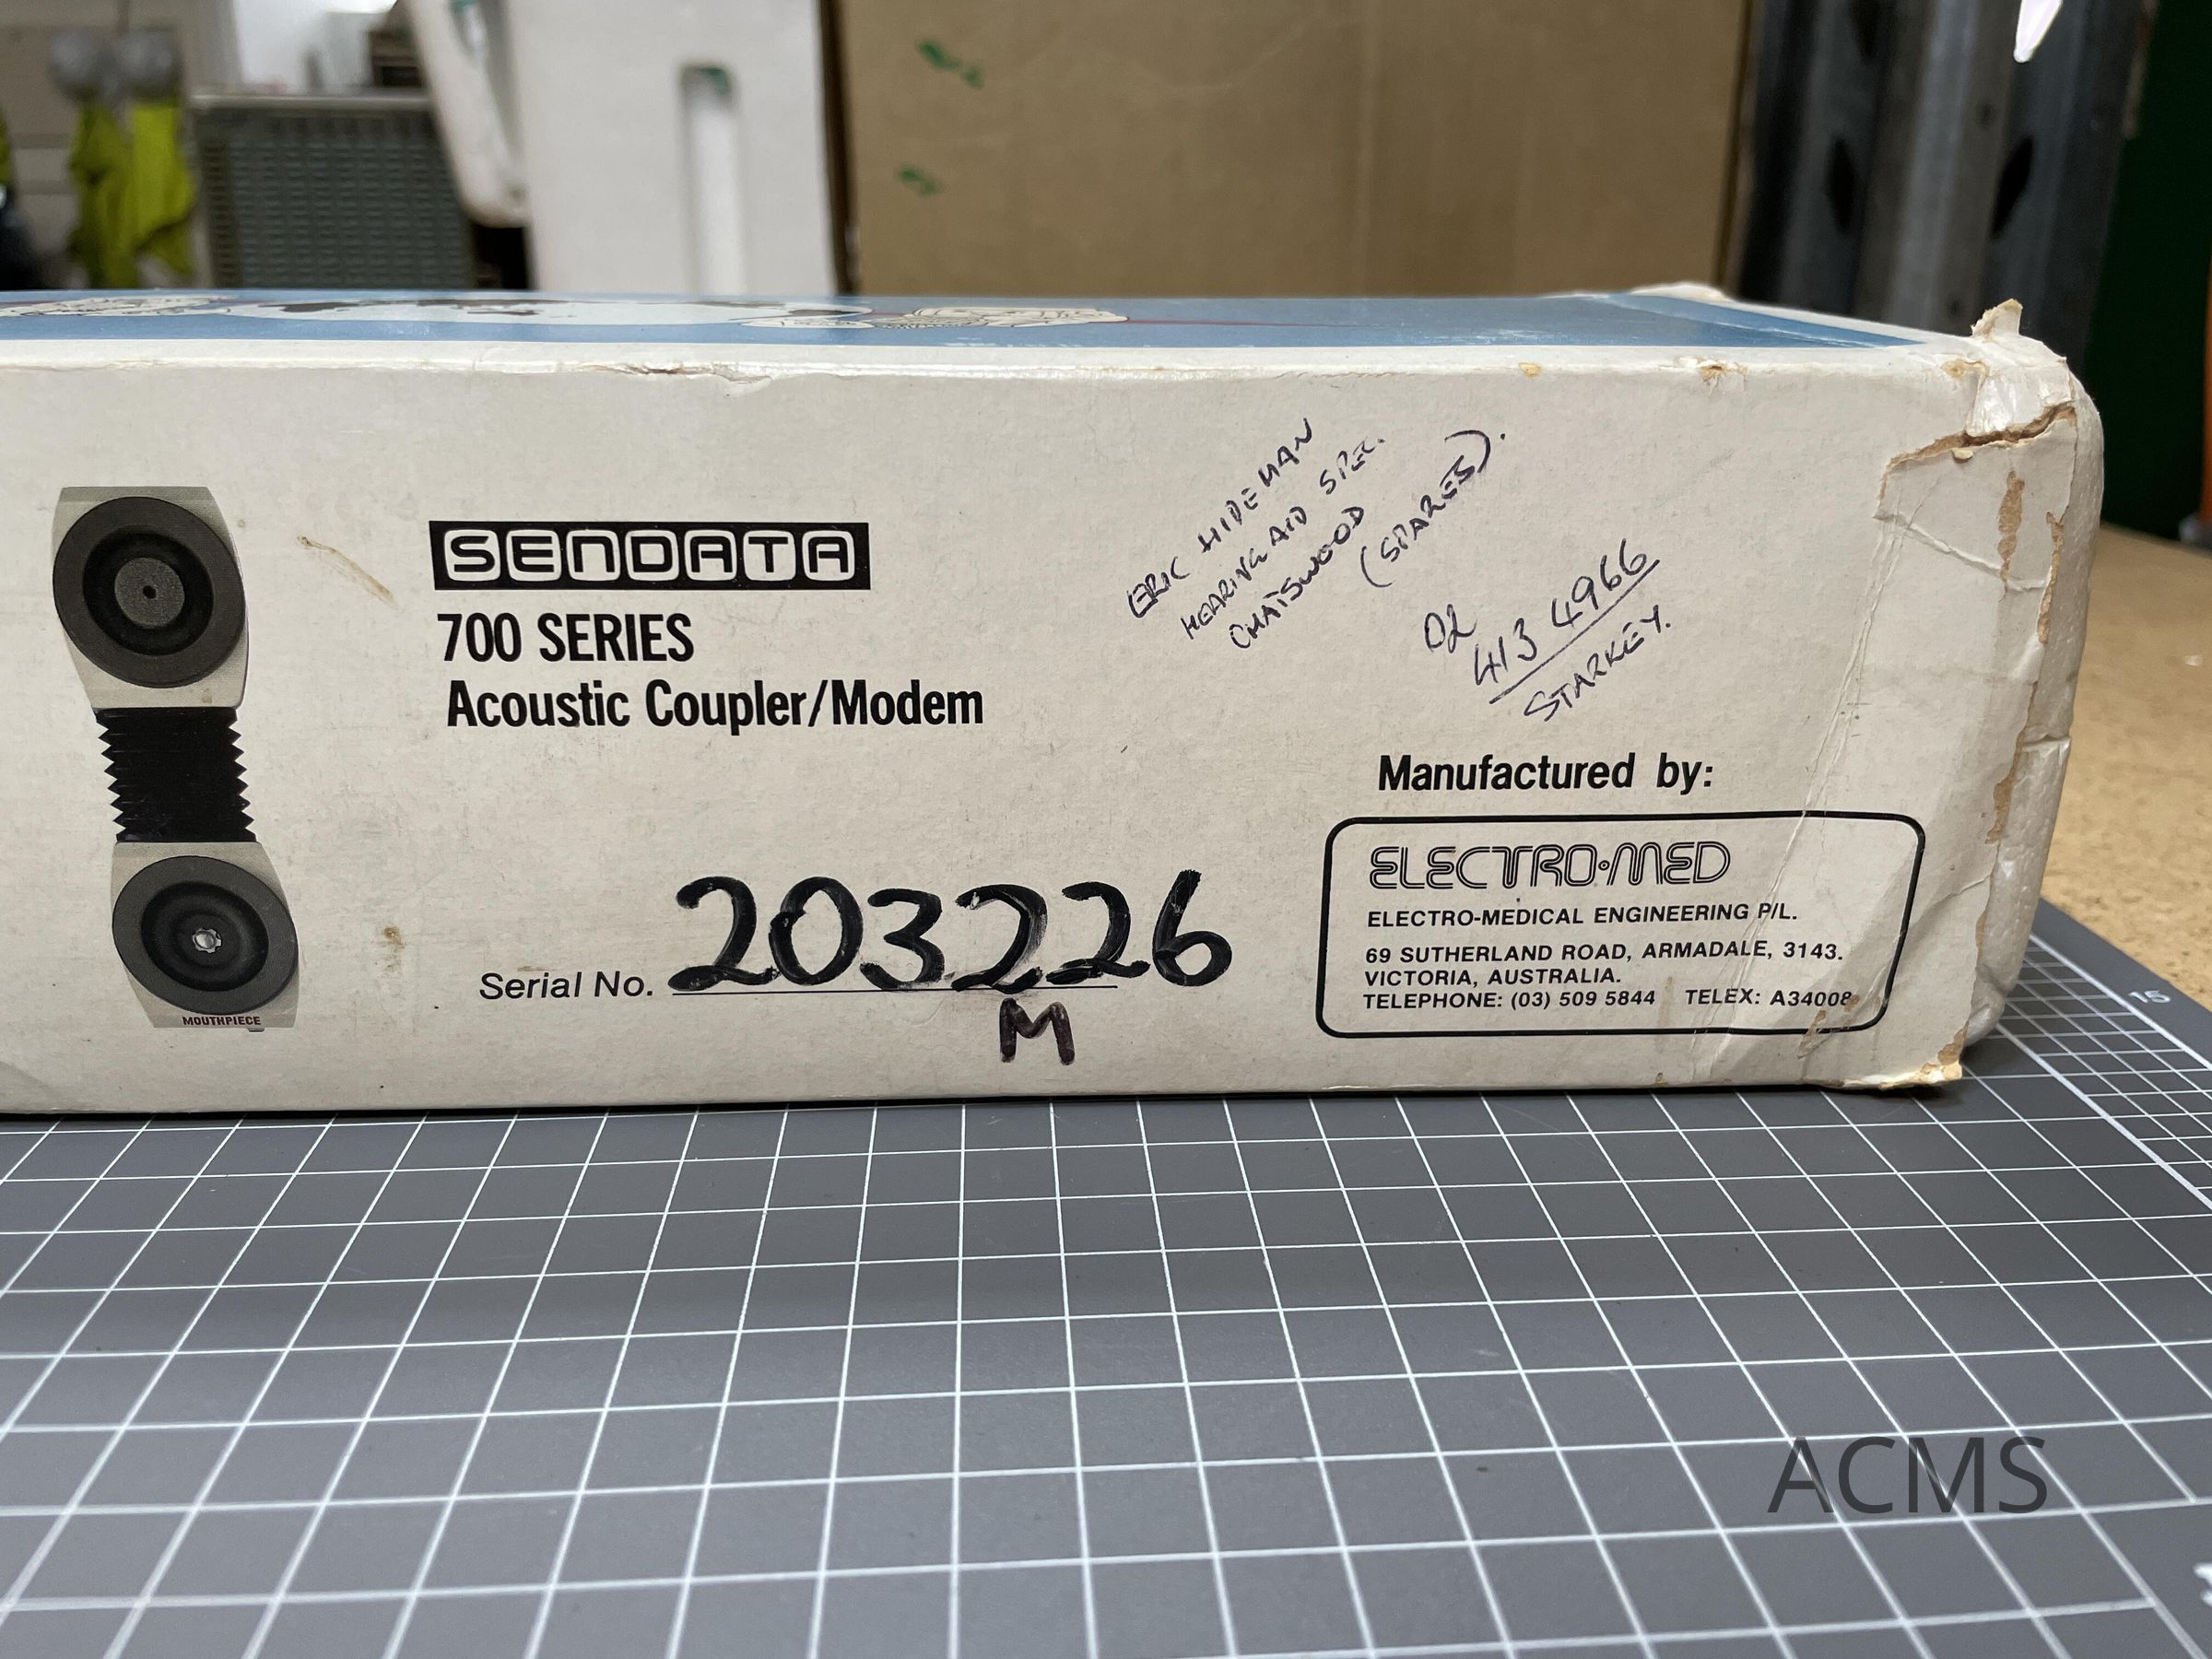 SENDATA
700 SERIES
Acoustic Coupler/Modem
MOUTHPIECE
Serial No. 203226
M
ERIC HIDEMAN
HEARING AID SPEC.
CHATSWOOD
(SPARES).
02
413 4966
STARKEY.
Manufactured by:
ELECTRO-MED
ELECTRO-MEDICAL ENGINEERING P/L.
69 SUTHERLAND ROAD, ARMADALE, 3143.
VICTORIA, AUSTRALIA.
TELEPHONE: (03) 509 5844 TELEX: A34008
15
ACMS